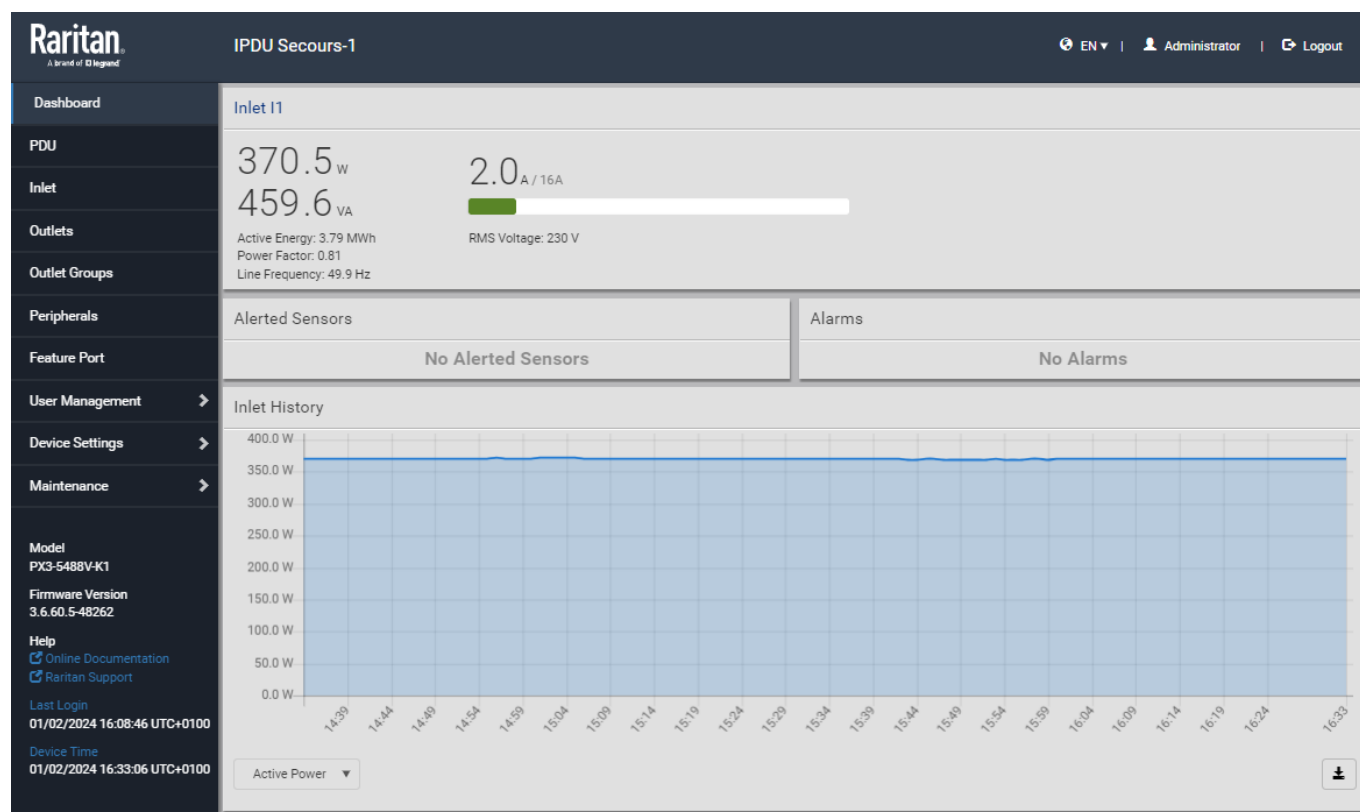 Raritan.
A brand of legrand
IPDU Secours-1
EN
Administrator
Logout
Dashboard
PDU
Inlet
Outlets
Outlet Groups
Peripherals
Feature Port
User Management
Device Settings
Maintenance
Model
PX3-5488V-K1
Firmware Version
3.6.60.5-48262
Help
Online Documentation
Raritan Support
Last Login
01/02/2024 16:08:46 UTC+0100
Device Time
01/02/2024 16:33:06 UTC+0100
Inlet I1
370.5 W
459.6 VA
Active Energy: 3.79 MWh
Power Factor: 0.81
Line Frequency: 49.9 Hz
2.0 A / 16A
RMS Voltage: 230 V
Alerted Sensors
No Alerted Sensors
Alarms
No Alarms
Inlet History
400.0 W
350.0 W
300.0 W
250.0 W
200.0 W
150.0 W
100.0 W
50.0 W
0.0 W
14:39
14:44
14:49
14:54
14:59
15:04
15:09
15:14
15:19
15:24
15:29
15:34
15:39
15:44
15:49
15:54
15:59
16:04
16:09
16:14
16:19
16:24
16:33
Active Power